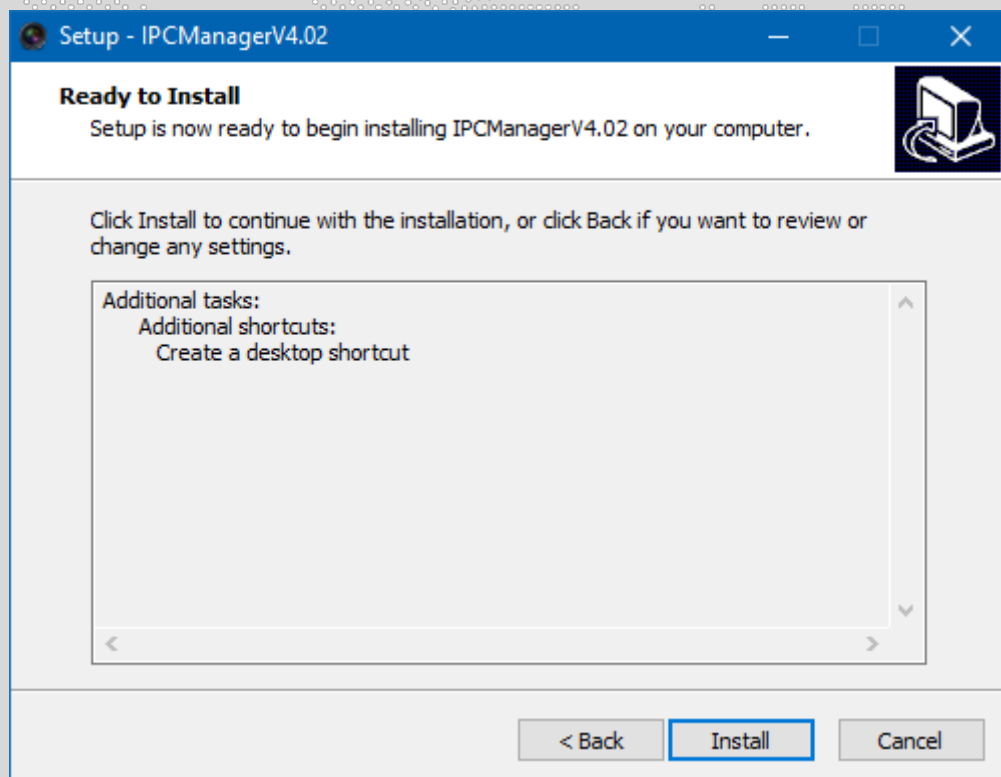 Setup - IPCManagerV4.02
Ready to Install
Setup is now ready to begin installing IPCManagerV4.02 on your computer.
Click Install to continue with the installation, or click Back if you want to review or
change any settings.
Additional tasks:
Additional shortcuts:
Create a desktop shortcut
< Back
Install
Cancel